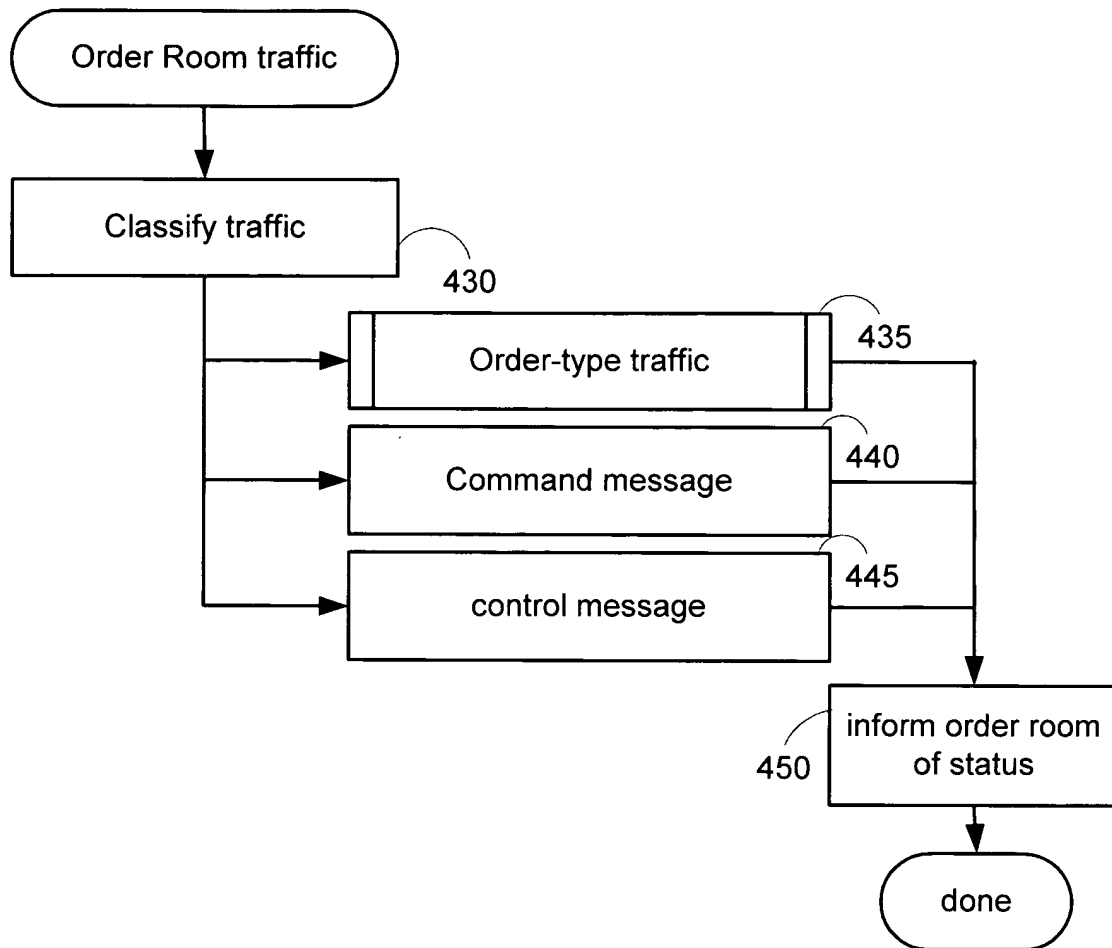 Order Room traffic
Classify traffic
430
Order-type traffic
435
Command message
440
control message
445
inform order room
of status
450
done